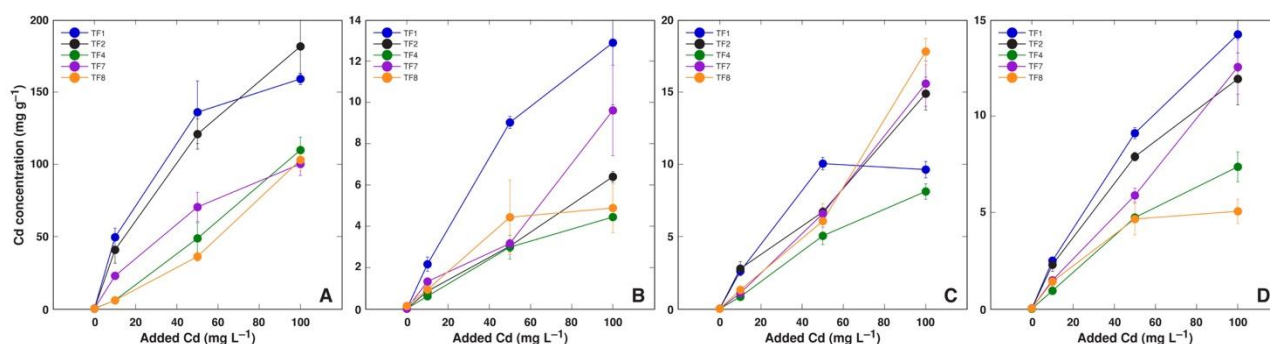 Cd concentration (mg g⁻¹)
200
150
100
50
0
TF1
TF2
TF4
TF7
TF8
A
0 20 40 60 80 100
Added Cd (mg L⁻¹)
14
12
10
8
6
4
2
0
TF1
TF2
TF4
TF7
TF8
B
0 20 40 60 80 100
Added Cd (mg L⁻¹)
20
15
10
5
0
TF1
TF2
TF4
TF7
TF8
C
0 20 40 60 80 100
Added Cd (mg L⁻¹)
15
10
5
0
TF1
TF2
TF4
TF7
TF8
D
0 20 40 60 80 100
Added Cd (mg L⁻¹)